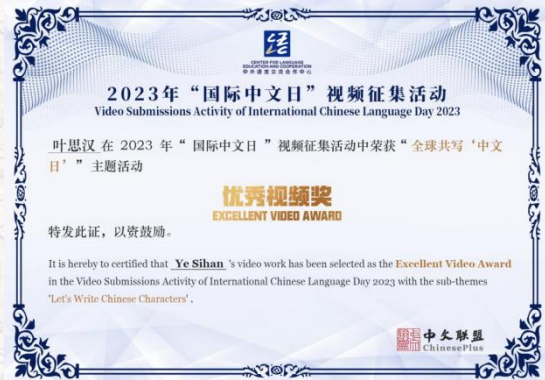 CENTER FOR LANGUAGE
EDUCATION AND COOPERATION
中外语言交流合作中心
2023年“国际中文日”视频征集活动
Video Submissions Activity of International Chinese Language Day 2023
叶思汉 在 2023 年“ 国际中文日 ”视频征集活动中荣获“全球共写‘中文
日’” 主题活动
优秀视频奖
EXCELLENT VIDEO AWARD
特发此证，以资鼓励。
It is hereby to certified that Ye Sihan 's video work has been selected as the Excellent Video Award
in the Video Submissions Activity of International Chinese Language Day 2023 with the sub-themes
'Let's Write Chinese Characters'.
中文联盟
ChinesePlus